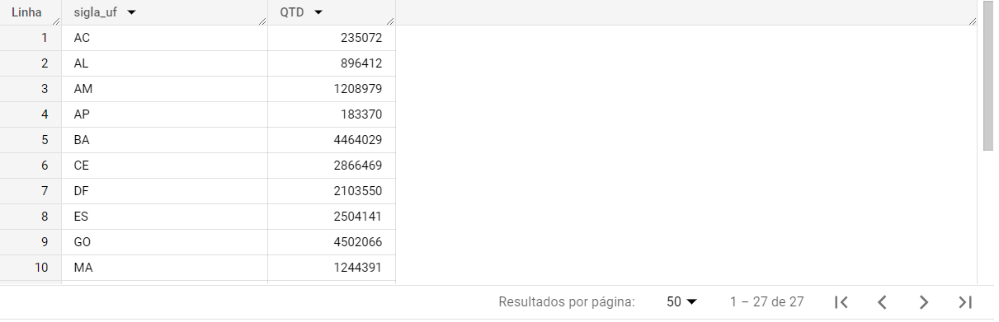 Linha sigla_uf QTD
1 AC 235072
2 AL 896412
3 AM 1208979
4 AP 183370
5 BA 4464029
6 CE 2866469
7 DF 2103550
8 ES 2504141
9 GO 4502066
10 MA 1244391
Resultados por página: 50 1 – 27 de 27